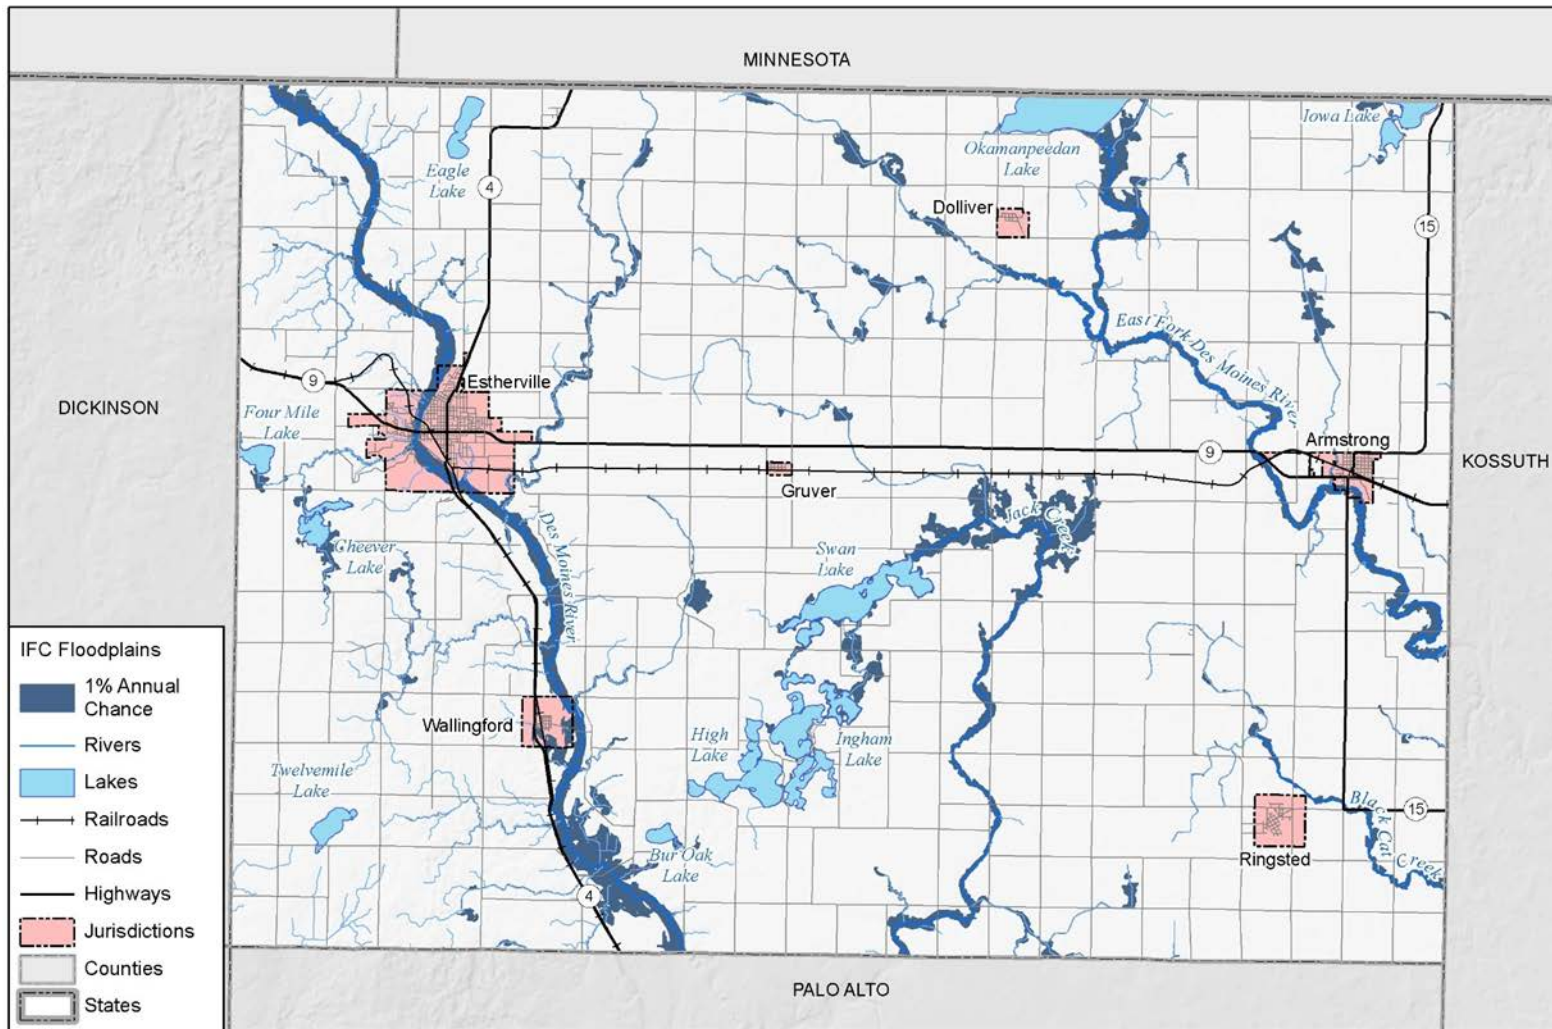 MINNESOTA
Iowa Lake
Okamanpeedan
Lake
Eagle
Lake
4
Dolliver
15
East Fork Des Moines River
9
Estherville
DICKINSON
Four Mile
Lake
Armstrong
9
KOSSUTH
Gruver
Jack Creek
Des Moines River
Swan
Lake
Cheever
Lake
IFC Floodplains
1% Annual
Chance
Rivers
Lakes
Railroads
Roads
Highways
Jurisdictions
Counties
States
Wallingford
High
Lake
Ingham
Lake
Twelvemile
Lake
Black Cat Creek
15
Bur Oak
Lake
Ringsted
4
PALO ALTO